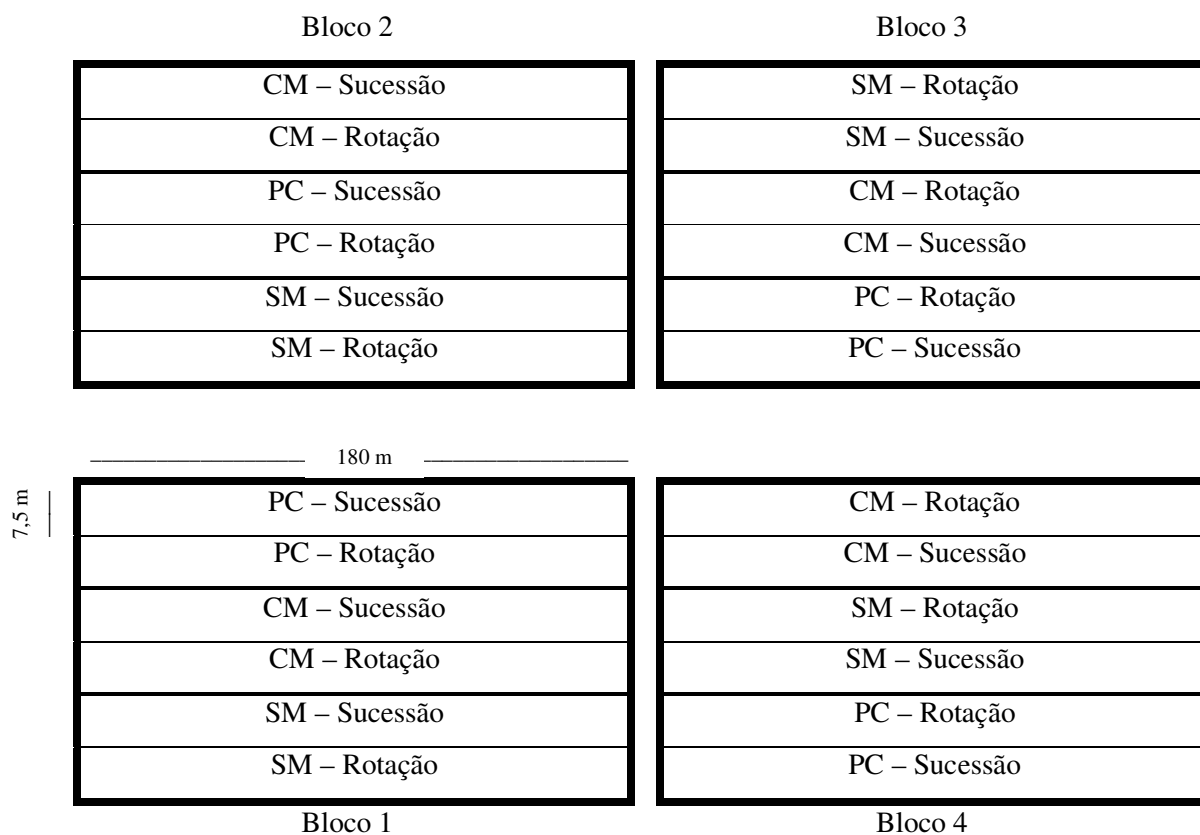 Bloco 2
Bloco 3
CM – Sucessão
SM – Rotação
CM – Rotação
SM – Sucessão
PC – Sucessão
CM – Rotação
PC – Rotação
CM – Sucessão
SM – Sucessão
PC – Rotação
SM – Rotação
PC – Sucessão
180 m
7,5 m
PC – Sucessão
CM – Rotação
PC – Rotação
CM – Sucessão
CM – Sucessão
SM – Rotação
CM – Rotação
SM – Sucessão
SM – Sucessão
PC – Rotação
SM – Rotação
PC – Sucessão
Bloco 1
Bloco 4